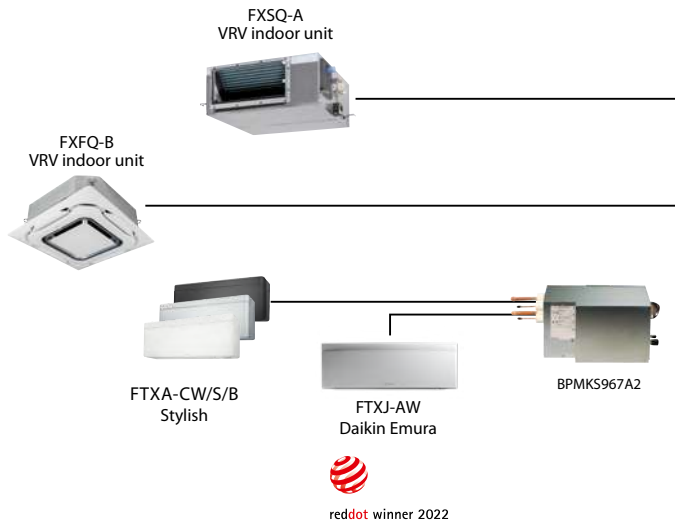 FXSQ-A
VRV indoor unit
FXFQ-B
VRV indoor unit
FTXA-CW/S/B
Stylish
FTXJ-AW
Daikin Emura
BPMKS967A2
reddot winner 2022